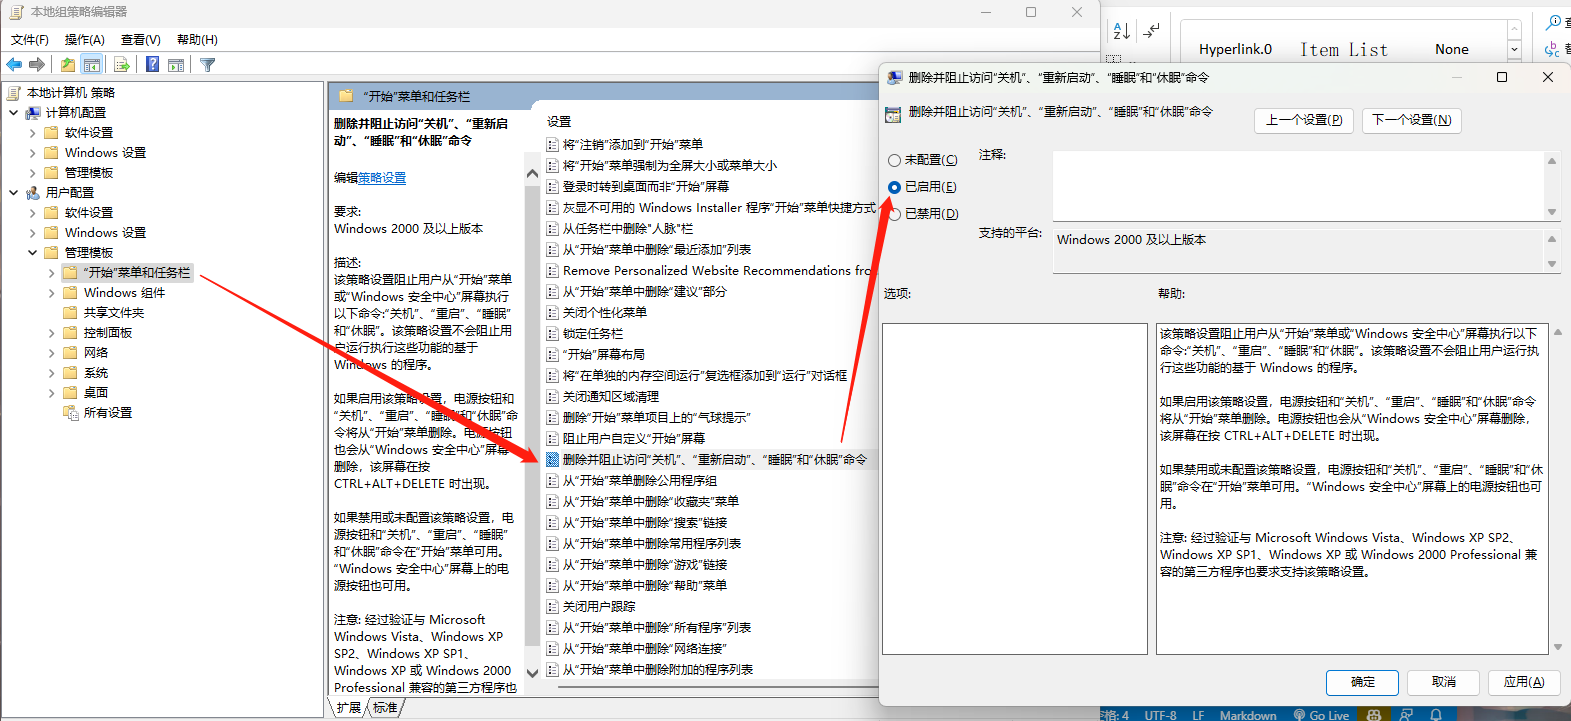 本地组策略编辑器
文件(F) 操作(A) 查看(V) 帮助(H)
本地计算机 策略
计算机配置
软件设置
Windows 设置
管理模板
用户配置
软件设置
Windows 设置
管理模板
“开始”菜单和任务栏
Windows 组件
共享文件夹
控制面板
网络
系统
桌面
所有设置
“开始”菜单和任务栏
删除并阻止访问“关机”、“重新启
动”、“睡眠”和“休眠”命令
编辑策略设置
要求:
Windows 2000 及以上版本
描述:
该策略设置阻止用户从“开始”菜单
或“Windows 安全中心”屏幕执行
以下命令:“关机”、“重启”、“睡眠”
和“休眠”。该策略设置不会阻止用
户运行执行这些功能的基于
Windows 的程序。
如果启用该策略设置，电源按钮和
“关机”、“重启”、“睡眠”和“休眠”命
令将从“开始”菜单删除。电源按钮
也会从“Windows 安全中心”屏幕
删除，该屏幕在按
CTRL+ALT+DELETE 时出现。
如果禁用或未配置该策略设置，电
源按钮和“关机”、“重启”、“睡眠”
和“休眠”命令在“开始”菜单可用。
“Windows 安全中心”屏幕上的电
源按钮也可用。
注意: 经过验证与 Microsoft
Windows Vista、Windows XP
SP2、Windows XP SP1、
Windows XP 或 Windows 2000
Professional 兼容的第三方程序也
设置
将“注销”添加到“开始”菜单
将“开始”菜单强制为全屏大小或菜单大小
登录时转到桌面而非“开始”屏幕
灰显不可用的 Windows Installer 程序“开始”菜单快捷方式
从任务栏中删除“人脉”栏
从“开始”菜单中删除“最近添加”列表
Remove Personalized Website Recommendations from
从“开始”菜单中删除“建议”部分
关闭个性化菜单
锁定任务栏
“开始”屏幕布局
将“在单独的内存空间运行”复选框添加到“运行”对话框
关闭通知区域清理
删除“开始”菜单项目上的“气球提示”
阻止用户自定义“开始”屏幕
删除并阻止访问“关机”、“重新启动”、“睡眠”和“休眠”命令
从“开始”菜单删除公用程序组
从“开始”菜单中删除“收藏夹”菜单
从“开始”菜单中删除“搜索”链接
从“开始”菜单中删除常用程序列表
从“开始”菜单中删除“游戏”链接
从“开始”菜单中删除“帮助”菜单
关闭用户跟踪
从“开始”菜单中删除“所有程序”列表
从“开始”菜单中删除“网络连接”
从“开始”菜单中删除附加的程序列表
扩展 标准
Hyperlink.0 Item List None
删除并阻止访问“关机”、“重新启动”、“睡眠”和“休眠”命令
删除并阻止访问“关机”、“重新启动”、“睡眠”和“休眠”命令
上一个设置(P) 下一个设置(N)
未配置(C)
已启用(E)
已禁用(D)
注释:
支持的平台:
Windows 2000 及以上版本
选项:
帮助:
该策略设置阻止用户从“开始”菜单或“Windows 安全中心”屏幕执行以下
命令:“关机”、“重启”、“睡眠”和“休眠”。该策略设置不会阻止用户运行执
行这些功能的基于 Windows 的程序。
如果启用该策略设置，电源按钮和“关机”、“重启”、“睡眠”和“休眠”命令
将从“开始”菜单删除。电源按钮也会从“Windows 安全中心”屏幕删除，
该屏幕在按 CTRL+ALT+DELETE 时出现。
如果禁用或未配置该策略设置，电源按钮和“关机”、“重启”、“睡眠”和“休
眠”命令在“开始”菜单可用。“Windows 安全中心”屏幕上的电源按钮也可
用。
注意: 经过验证与 Microsoft Windows Vista、Windows XP SP2、
Windows XP SP1、Windows XP 或 Windows 2000 Professional 兼
容的第三方程序也要求支持该策略设置。
确定 取消 应用(A)
空格: 4 UTF-8 LF Markdown Go Live